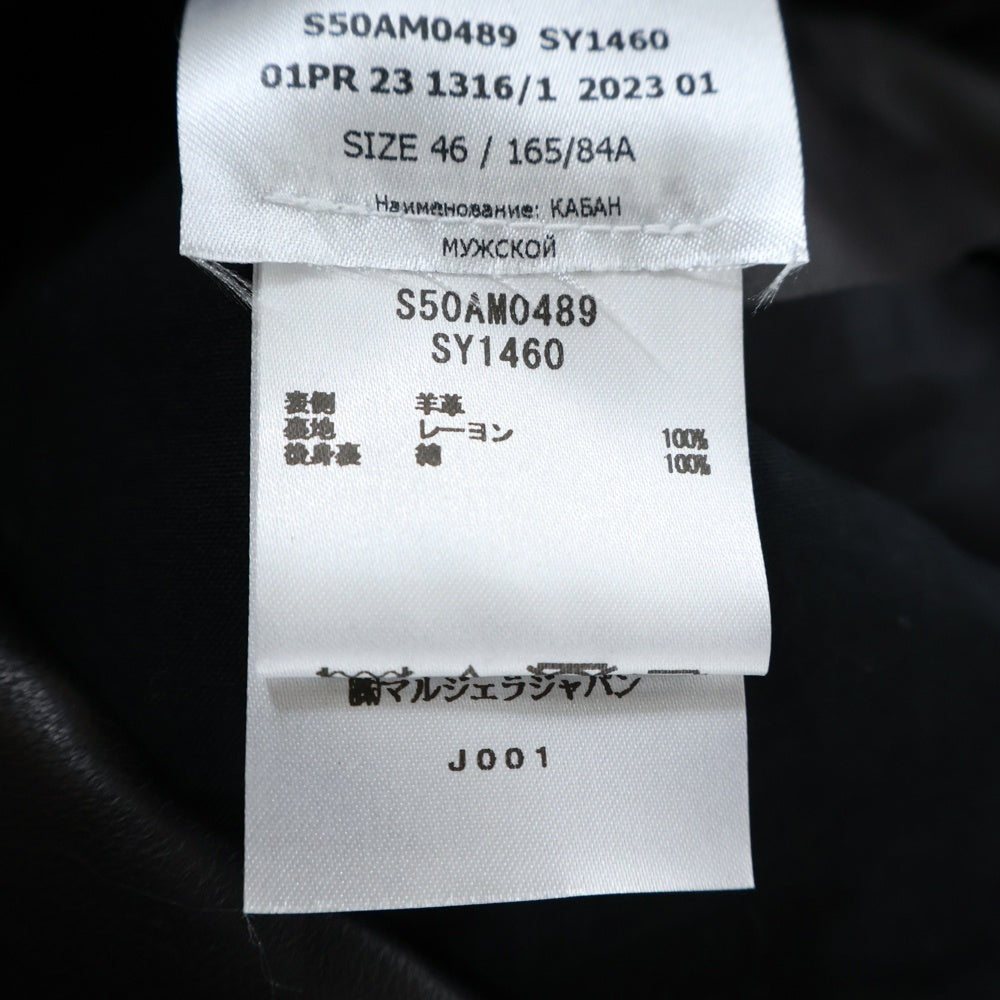 S50AM0489 SY1460
01PR 23 1316/1 2023 01
SIZE 46 / 165/84A
Наименование: КАБАН
МУЖСКОЙ
S50AM0489
SY1460
表側 羊革
裏地 レーヨン 100%
後身裏 綿 100%
㈱マルジェラジャパン
J001